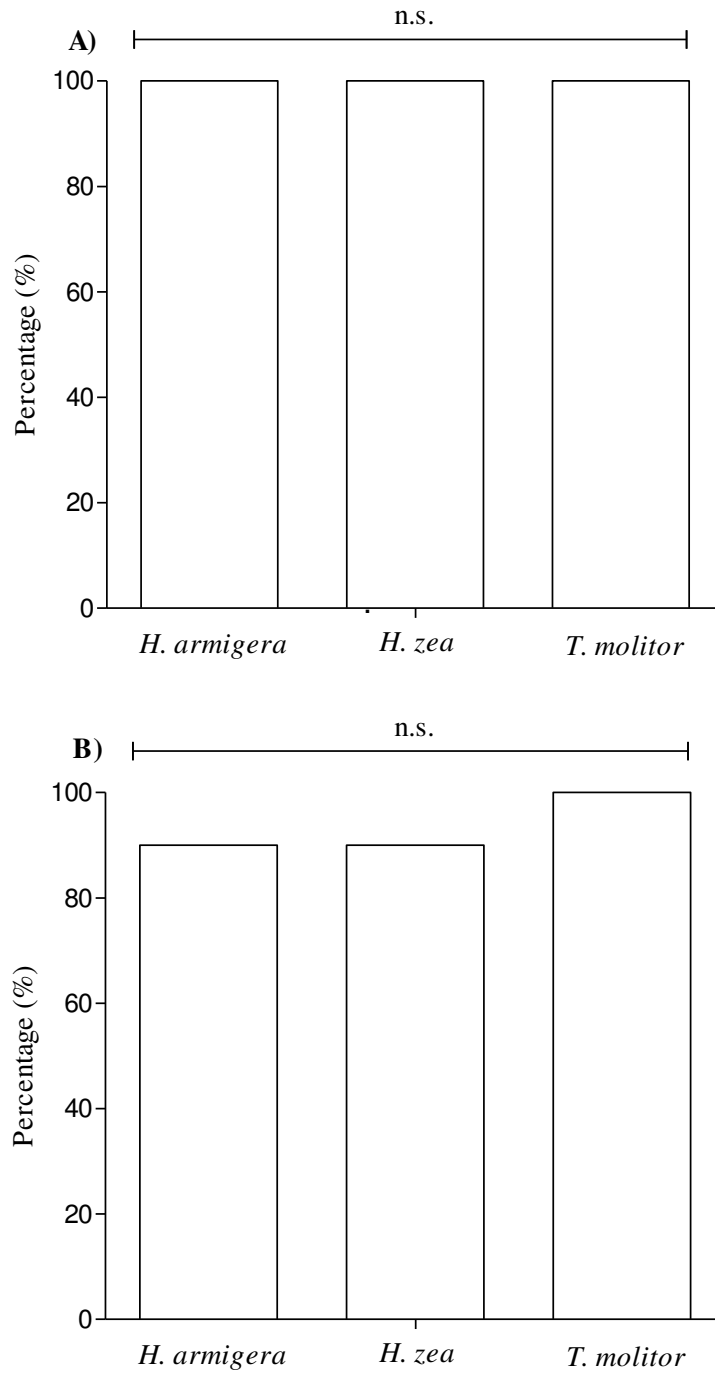 n.s.
A)
100
80
60
40
20
0
Percentage (%)
H. armigera H. zea T. molitor
n.s.
B)
100
80
60
40
20
0
Percentage (%)
H. armigera H. zea T. molitor